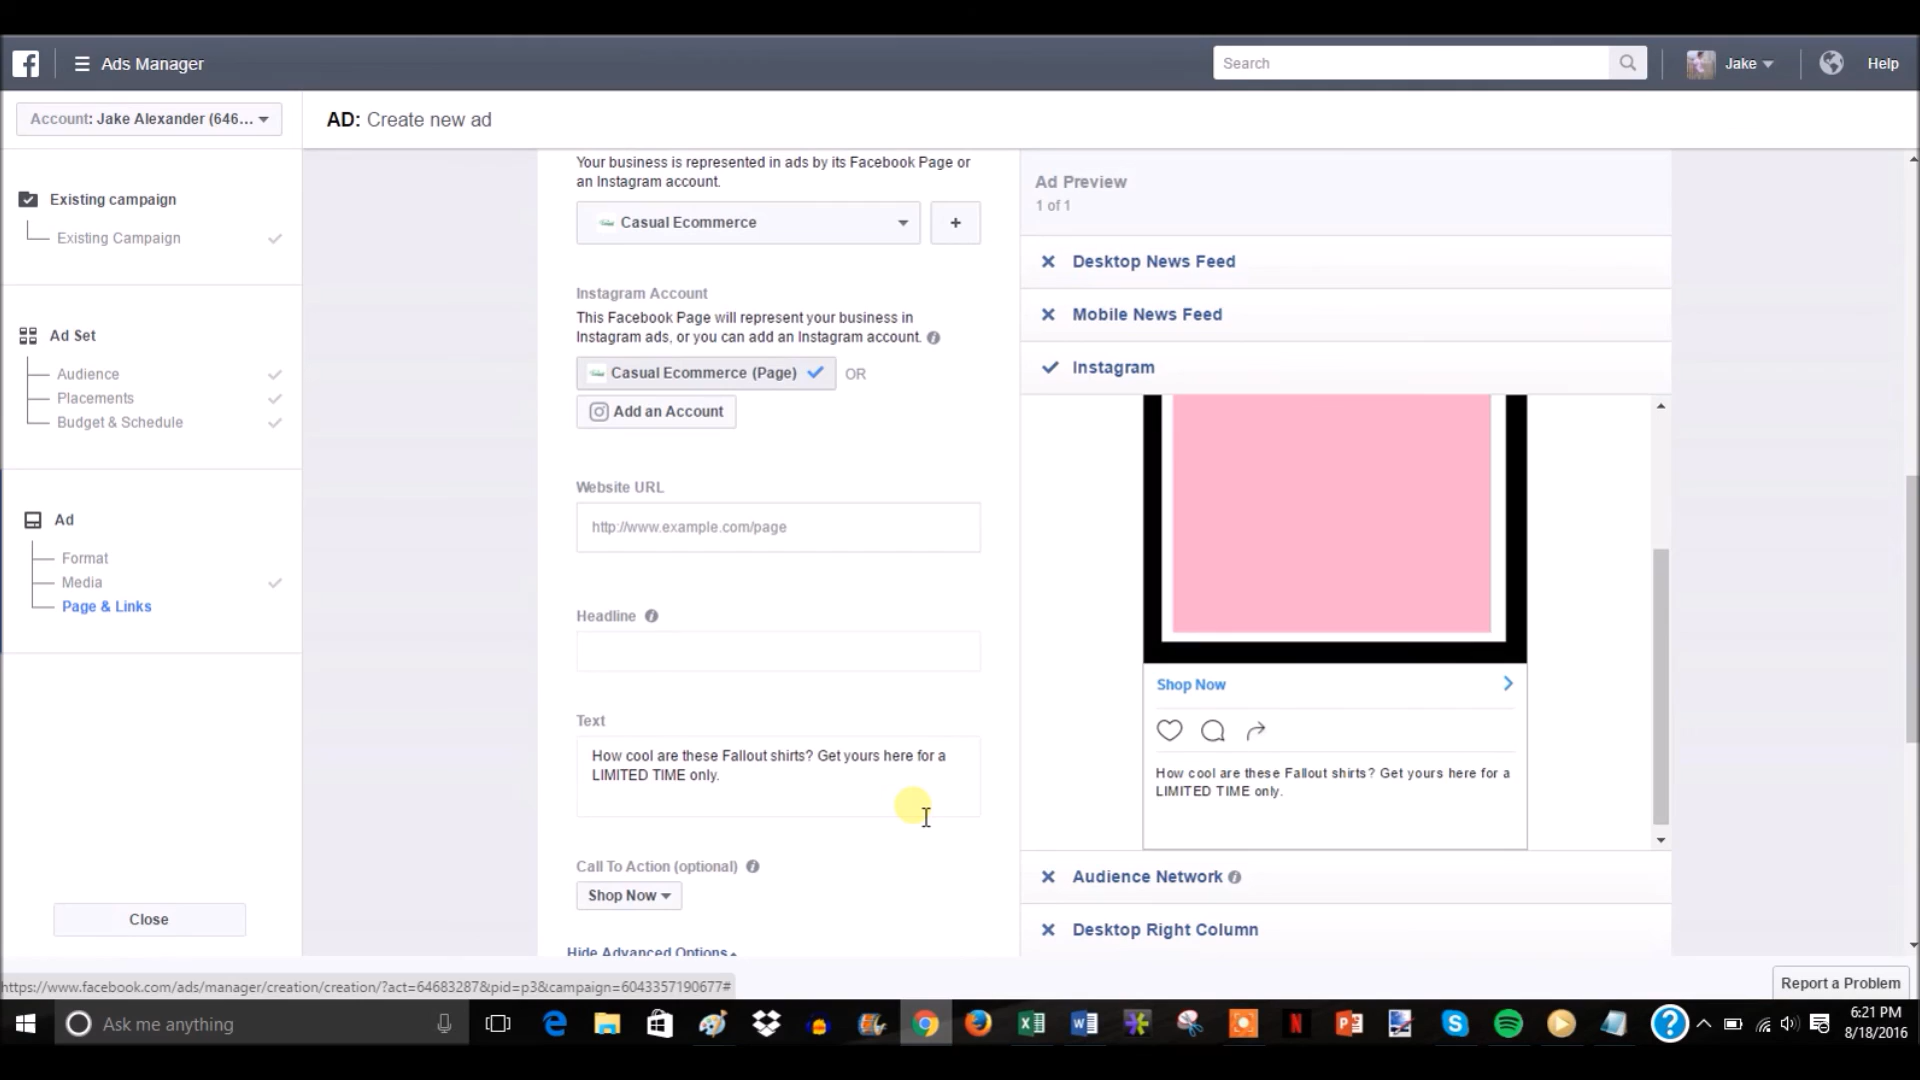 Ads Manager
Search
Jake
Help
Account: Jake Alexander (646...
AD: Create new ad
Existing campaign
Existing Campaign
Ad Set
Audience
Placements
Budget & Schedule
Ad
Format
Media
Page & Links
Close
Your business is represented in ads by its Facebook Page or
an Instagram account.
Casual Ecommerce
+
Instagram Account
This Facebook Page will represent your business in
Instagram ads, or you can add an Instagram account.
Casual Ecommerce (Page)
OR
Add an Account
Website URL
http://www.example.com/page
Headline
Text
How cool are these Fallout shirts? Get yours here for a
LIMITED TIME only.
Call To Action (optional)
Shop Now
Hide Advanced Options
Ad Preview
1 of 1
Desktop News Feed
Mobile News Feed
Instagram
Shop Now
How cool are these Fallout shirts? Get yours here for a
LIMITED TIME only.
Audience Network
Desktop Right Column
Report a Problem
https://www.facebook.com/ads/manager/creation/creation/?act=64683287&pid=p3&campaign=6043357190677#
Ask me anything
6:21 PM
8/18/2016